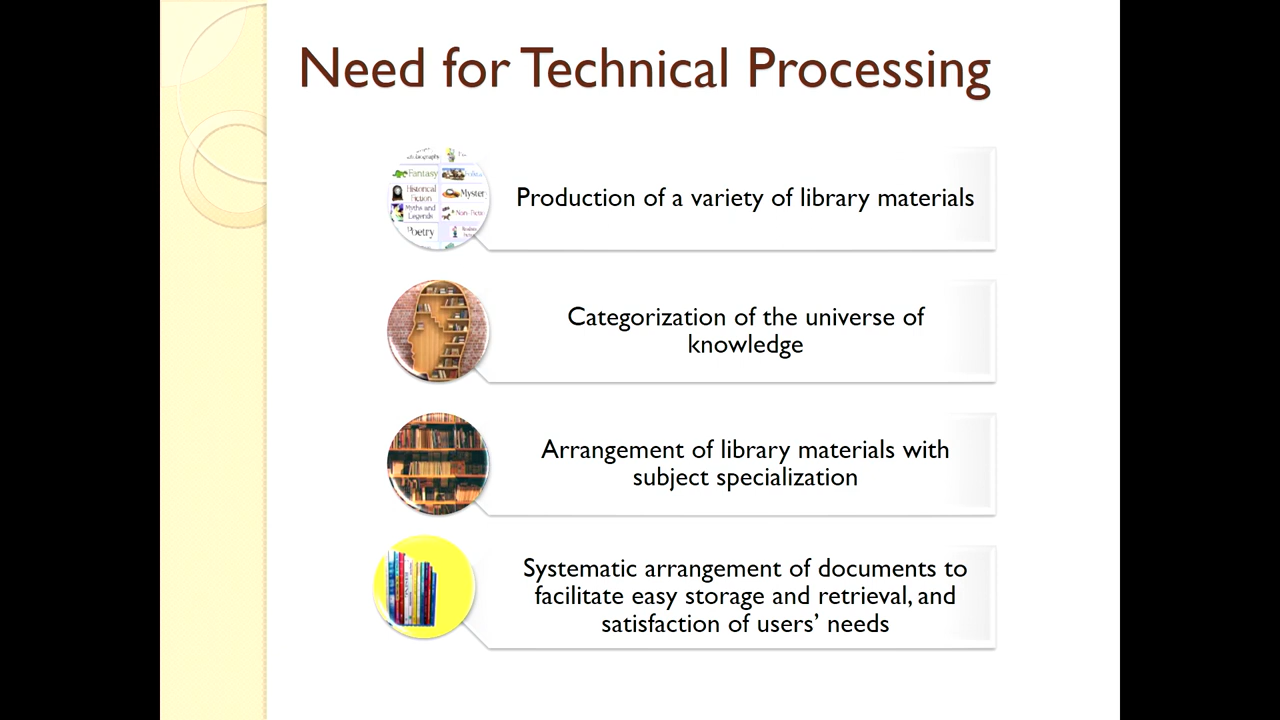 Need for Technical Processing
Fantasy
Historical
Fiction
Myster
Myths and
Legends
Poetry
Production of a variety of library materials
Categorization of the universe of
knowledge
Arrangement of library materials with
subject specialization
Systematic arrangement of documents to
facilitate easy storage and retrieval, and
satisfaction of users’ needs